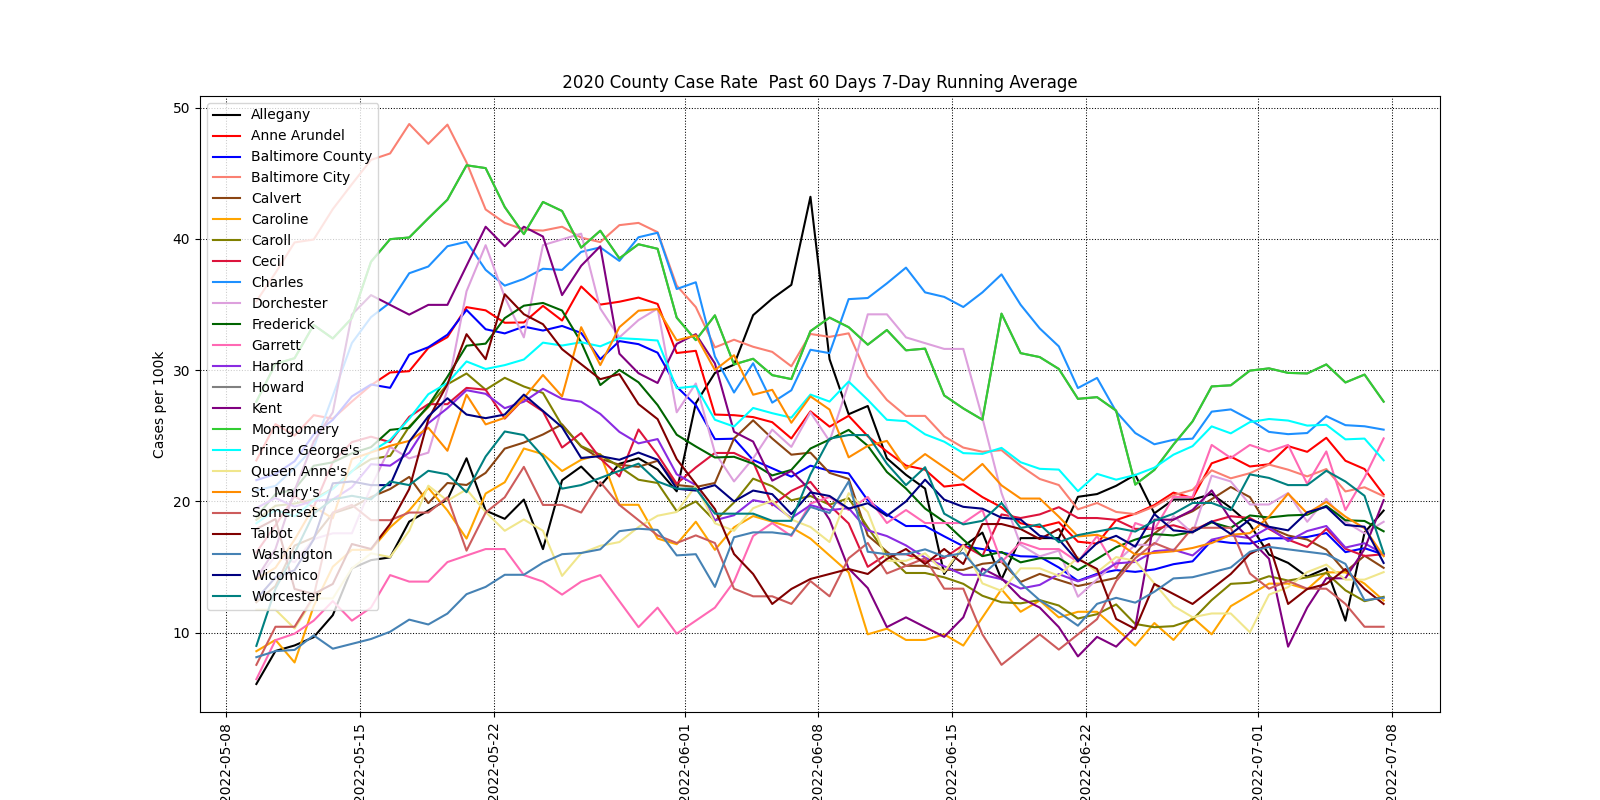 2020 County Case Rate  Past 60 Days 7-Day Running Average
Cases per 100k
50
40
30
20
10
Allegany
Anne Arundel
Baltimore County
Baltimore City
Calvert
Caroline
Caroll
Cecil
Charles
Dorchester
Frederick
Garrett
Harford
Howard
Kent
Montgomery
Prince George's
Queen Anne's
St. Mary's
Somerset
Talbot
Washington
Wicomico
Worcester
2022-05-08
2022-05-15
2022-05-22
2022-06-01
2022-06-08
2022-06-15
2022-06-22
2022-07-01
2022-07-08